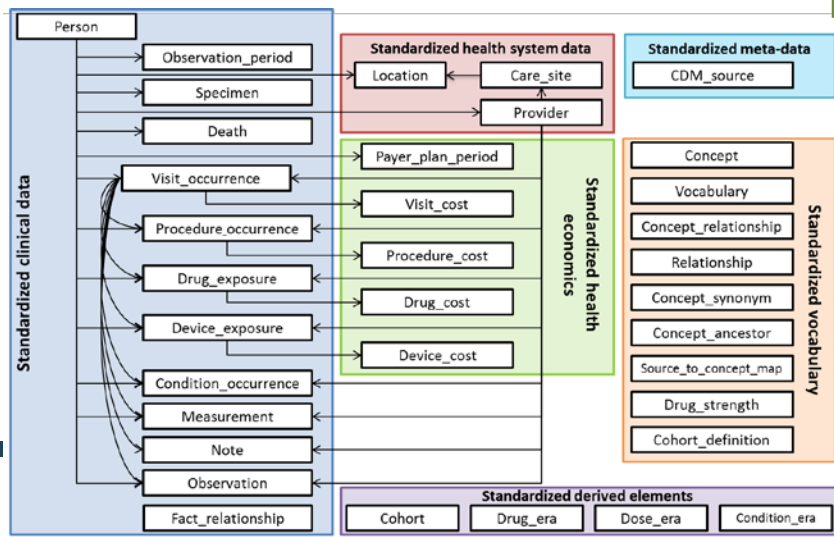 Person
Standardized clinical data
Observation_period
Specimen
Death
Visit_occurrence
Procedure_occurrence
Drug_exposure
Device_exposure
Condition_occurrence
Measurement
Note
Observation
Fact_relationship
Standardized health system data
Location
Care_site
Provider
Payer_plan_period
Visit_cost
Procedure_cost
Drug_cost
Device_cost
Standardized health
economics
Standardized meta-data
CDM_source
Concept
Vocabulary
Concept_relationship
Relationship
Concept_synonym
Concept_ancestor
Source_to_concept_map
Drug_strength
Cohort_definition
Standardized vocabulary
Standardized derived elements
Cohort
Drug_era
Dose_era
Condition_era